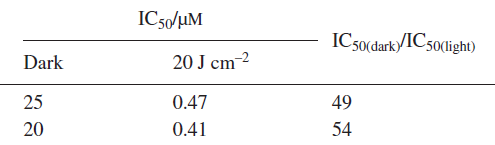 IC50/µM
IC50(dark)/IC50(light)
Dark 20 J cm−2
25 0.47 49
20 0.41 54